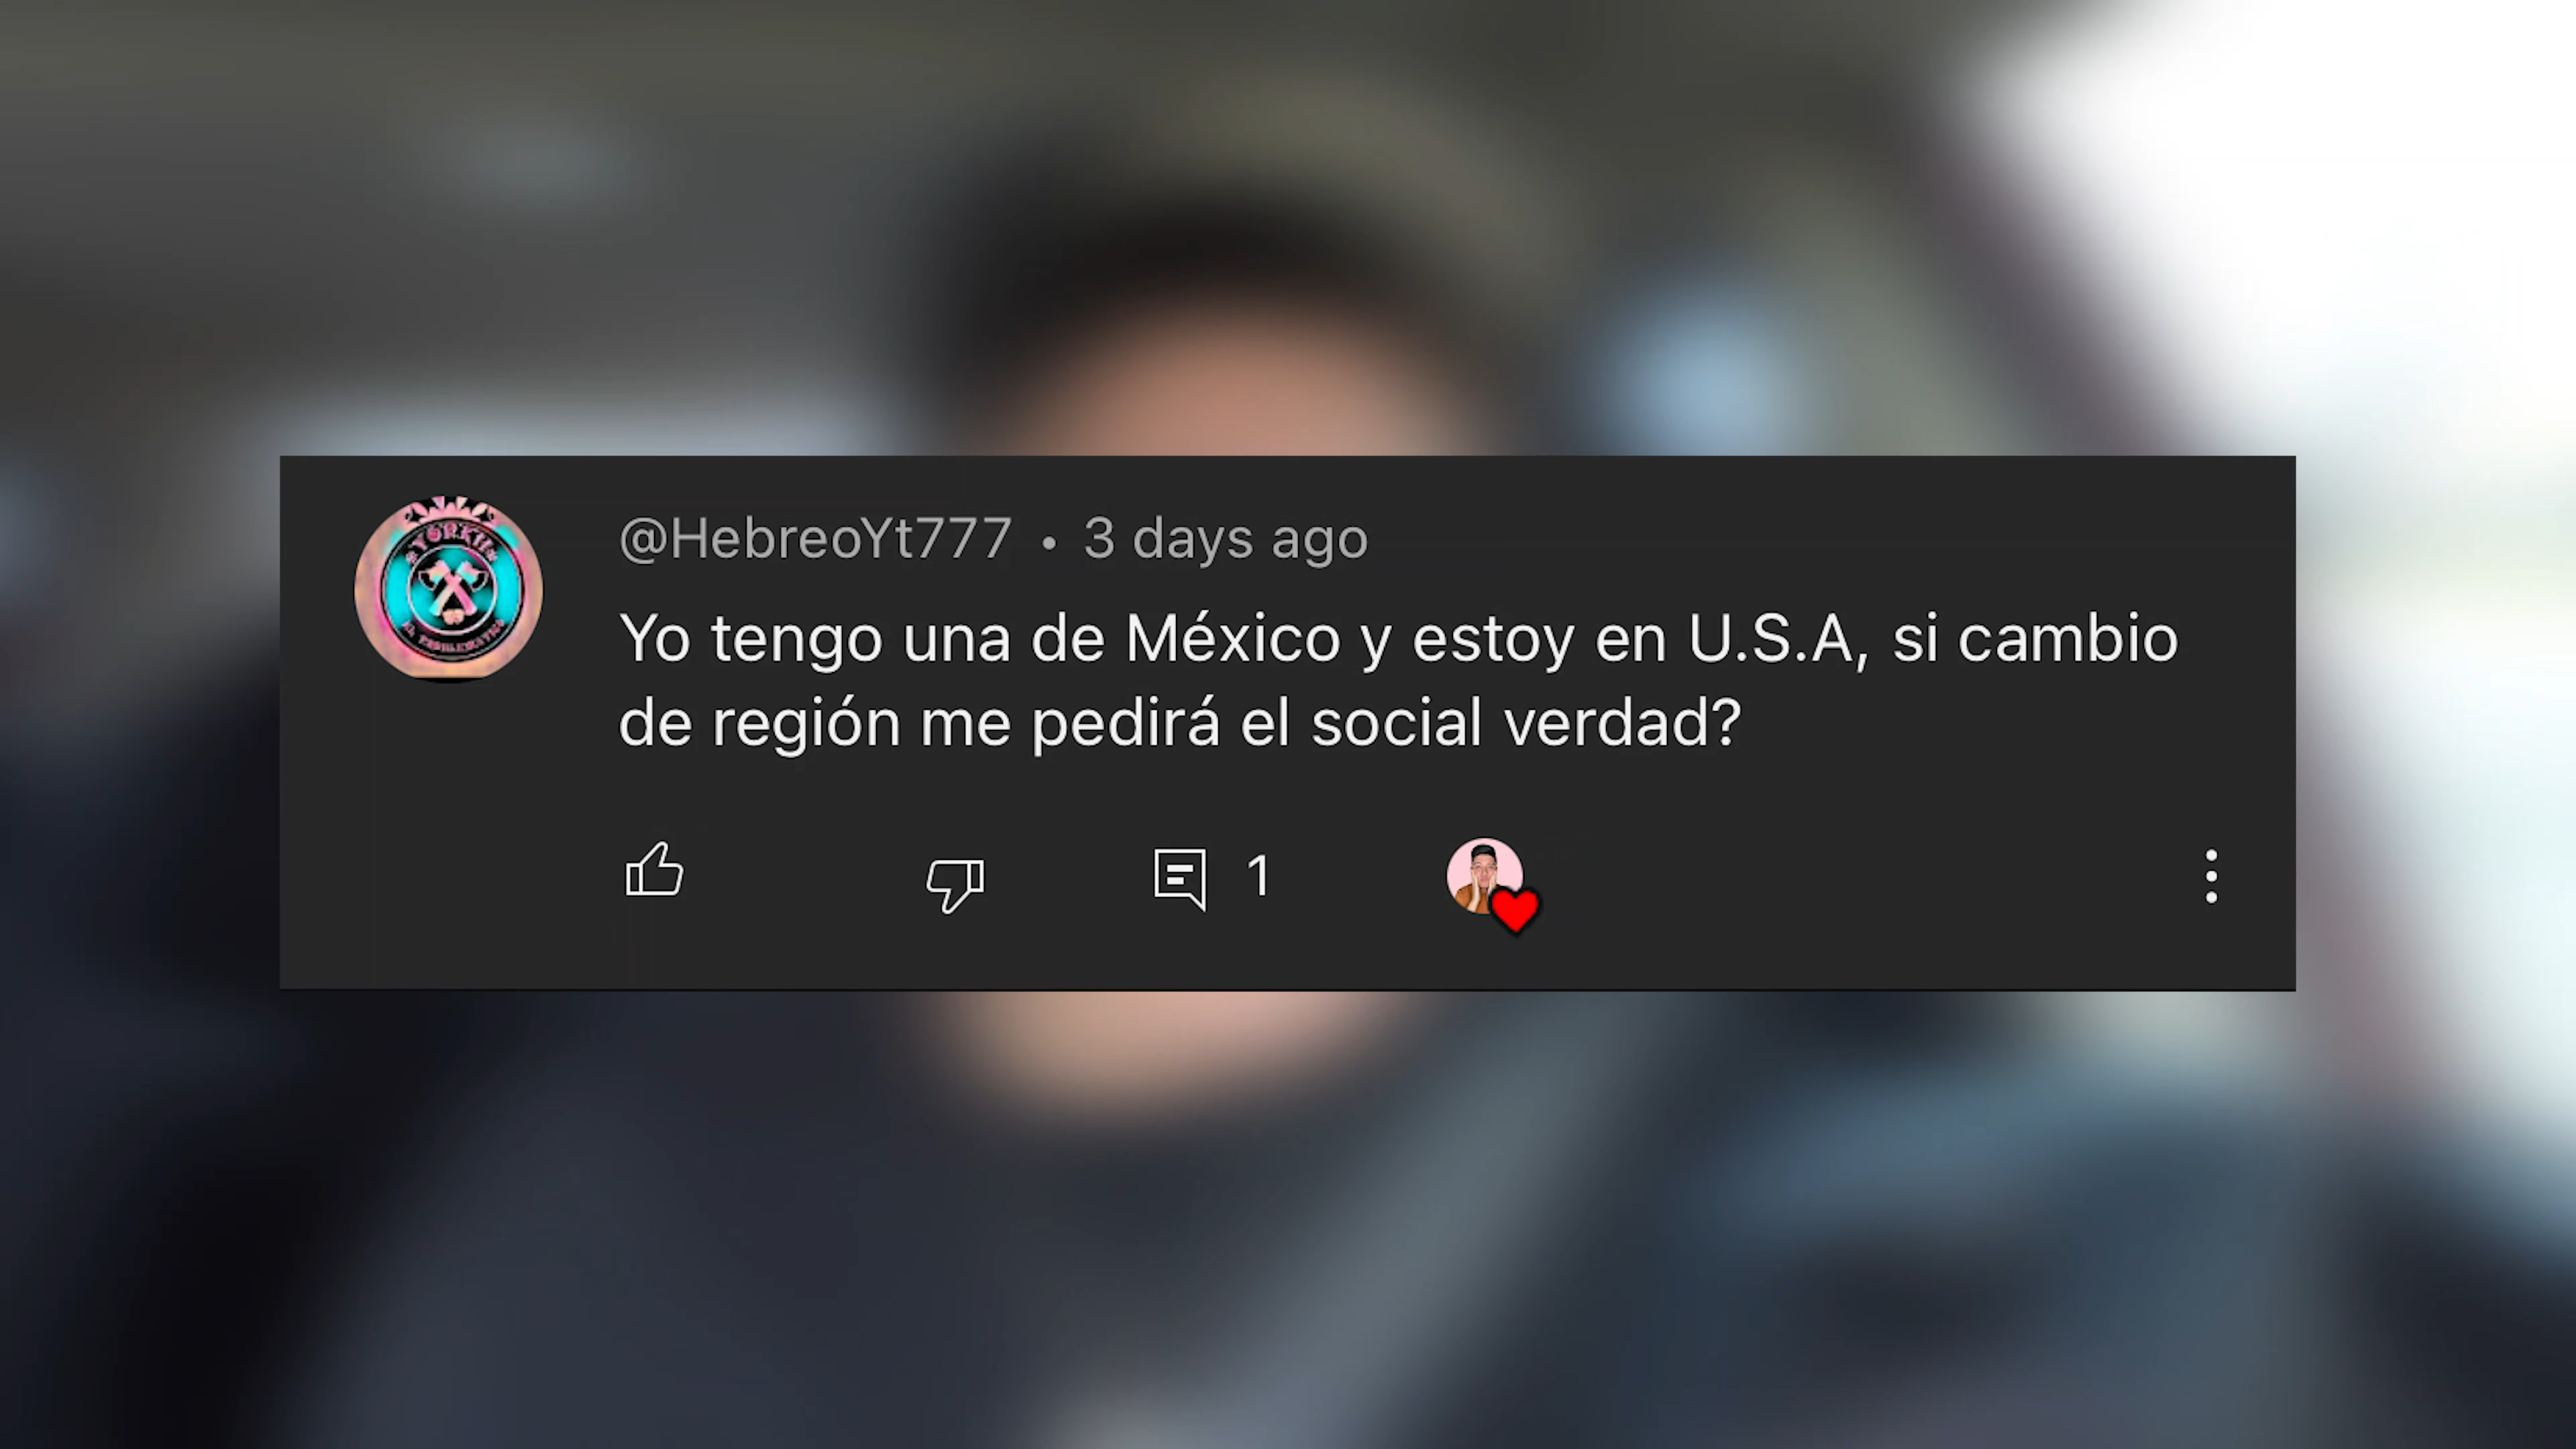 YORKII
@HebreoYt777 • 3 days ago
Yo tengo una de México y estoy en U.S.A, si cambio
de región me pedirá el social verdad?
1